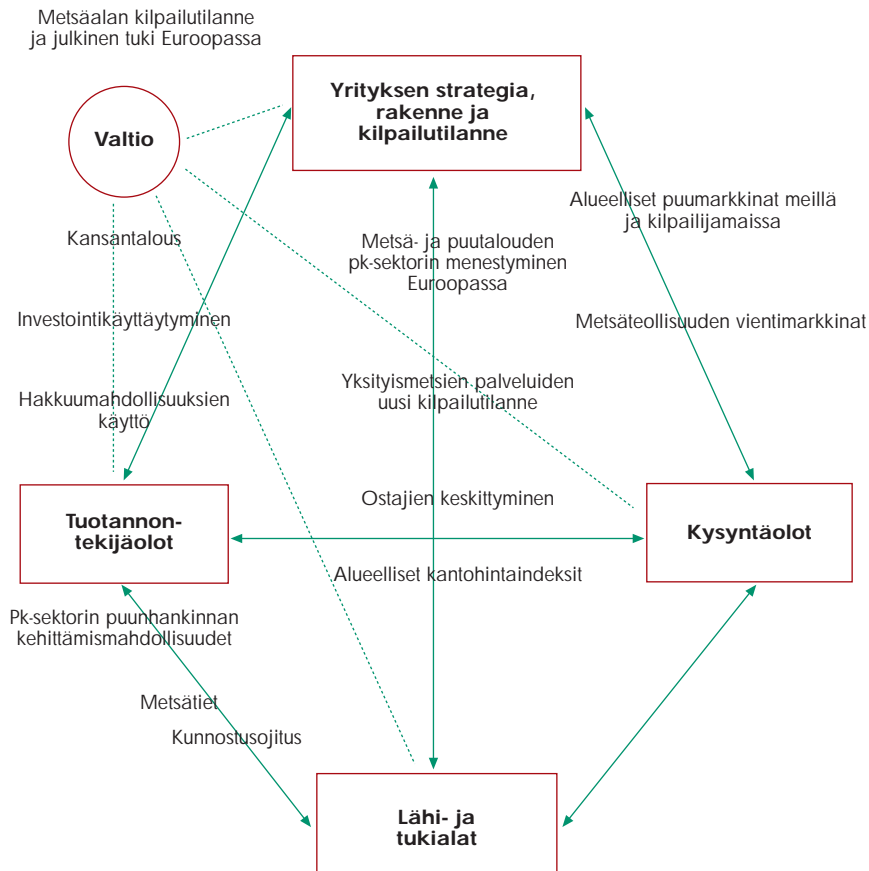 Metsäalan kilpailutilanne
ja julkinen tuki Euroopassa
Yrityksen strategia,
rakenne ja
kilpailutilanne
Valtio
Alueelliset puumarkkinat meillä
ja kilpailijamaissa
Kansantalous
Metsä- ja puutalouden
pk-sektorin menestyminen
Euroopassa
Investointikäyttäytyminen
Metsäteollisuuden vientimarkkinat
Hakkuumahdollisuuksien
käyttö
Yksityismetsien palveluiden
uusi kilpailutilanne
Ostajien keskittyminen
Tuotannon-
tekijäolot
Kysyntäolot
Alueelliset kantohintaindeksit
Pk-sektorin puunhankinnan
kehittämismahdollisuudet
Metsätiet
Kunnostusojitus
Lähi- ja
tukialat